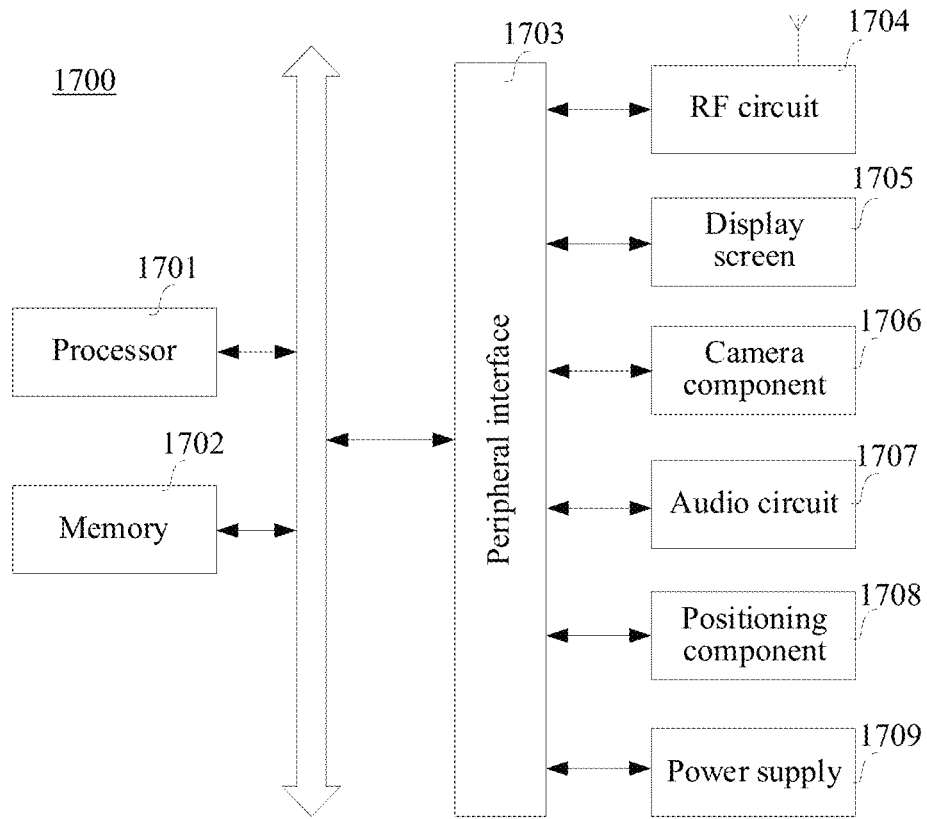 1700
1701
Processor
1702
Memory
1703
Peripheral interface
1704
RF circuit
1705
Display
screen
1706
Camera
component
1707
Audio circuit
1708
Positioning
component
1709
Power supply